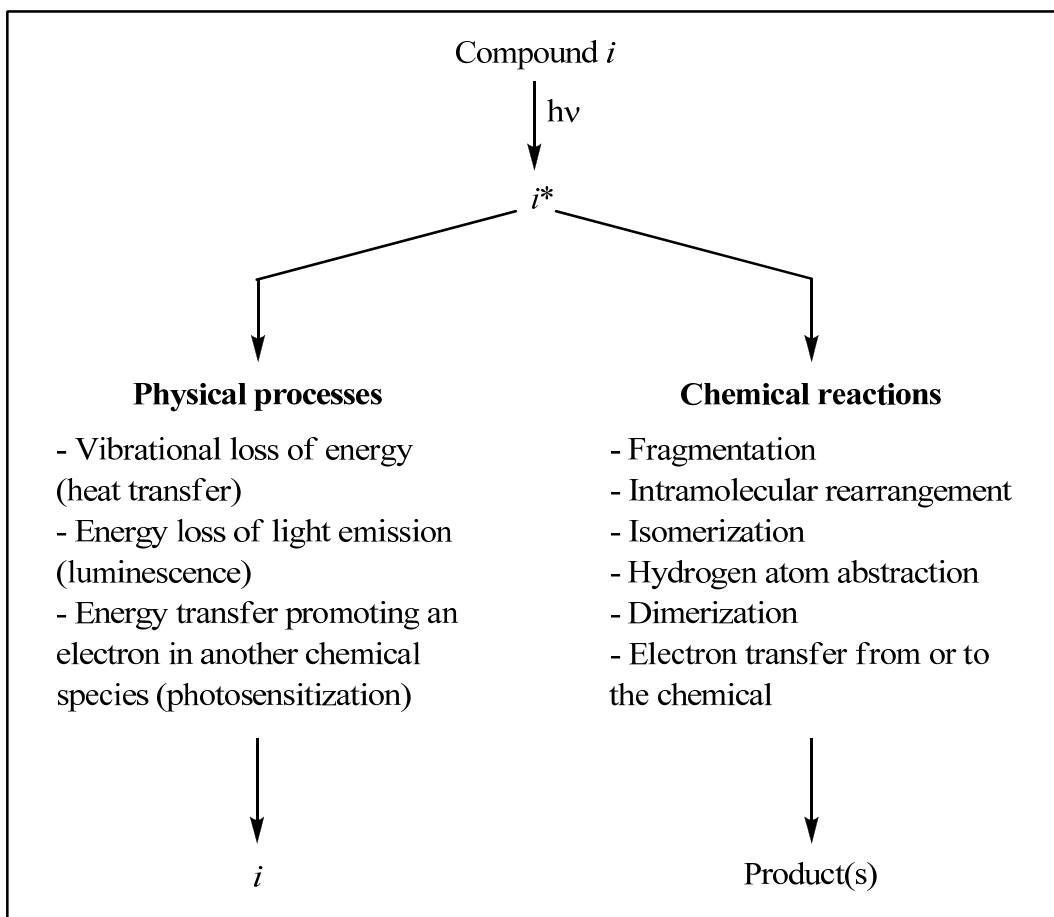 Compound i
hν
i*
Physical processes
- Vibrational loss of energy
(heat transfer)
- Energy loss of light emission
(luminescence)
- Energy transfer promoting an
electron in another chemical
species (photosensitization)
i
Chemical reactions
- Fragmentation
- Intramolecular rearrangement
- Isomerization
- Hydrogen atom abstraction
- Dimerization
- Electron transfer from or to
the chemical
Product(s)